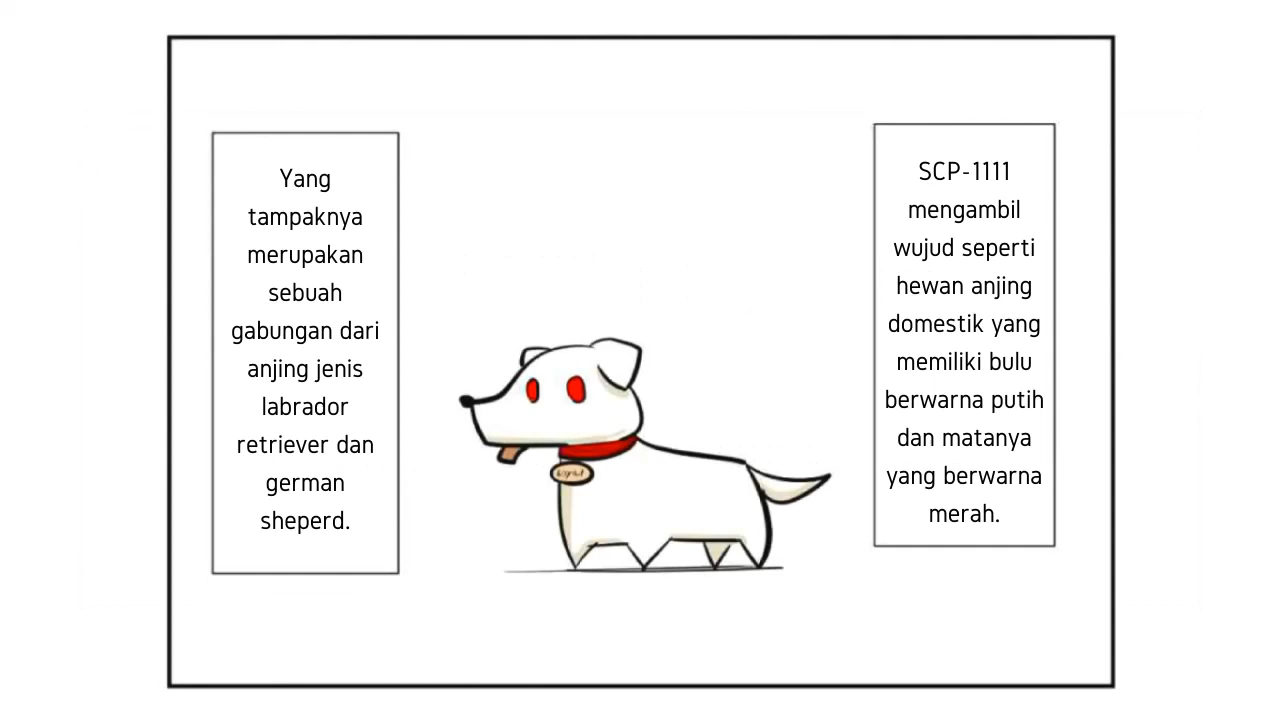 SCP-1111
mengambil
wujud seperti
hewan anjing
domestik yang
memiliki bulu
berwarna putih
dan matanya
yang berwarna
merah.
Yang
tampaknya
merupakan
sebuah
gabungan dari
anjing jenis
labrador
retriever dan
german
sheperd.